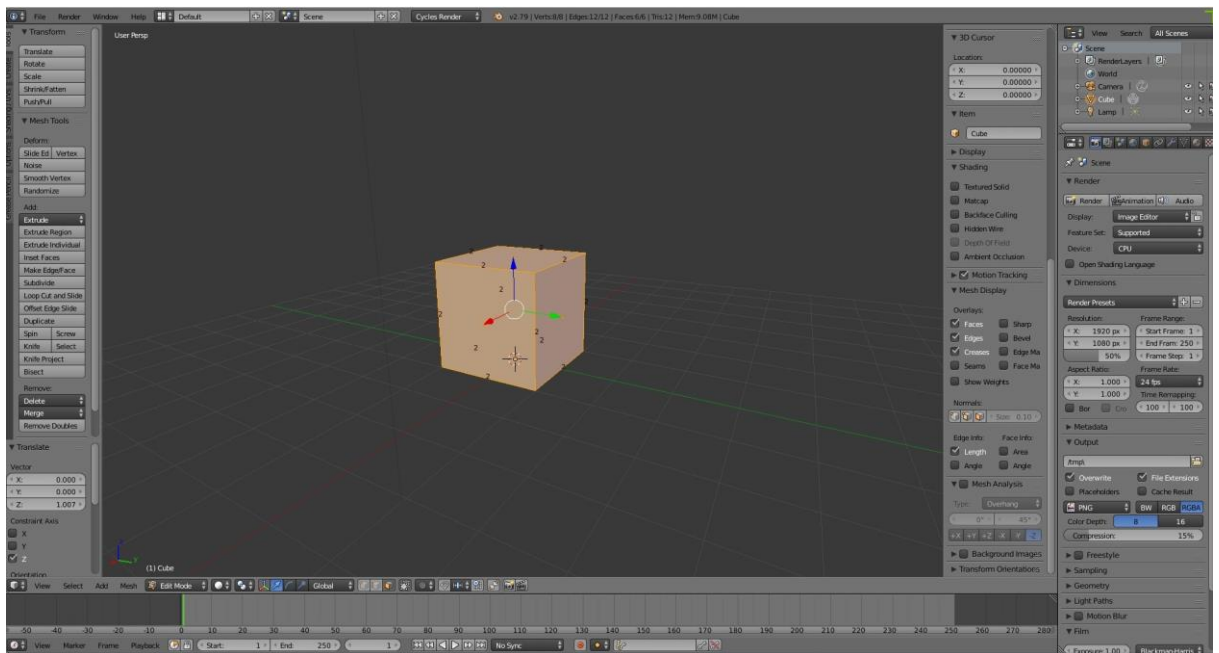 File Render Window Help Default Scene Cycles Render v2.79 | Verts:8/8 | Edges:12/12 | Faces:6/6 | Tris:12 | Mem:9.08M | Cube
Transform
Translate
Rotate
Scale
Shrink/Fatten
Push/Pull
Mesh Tools
Deform:
Slide Ed Vertex
Noise
Smooth Vertex
Randomize
Add:
Extrude
Extrude Region
Extrude Individual
Inset Faces
Make Edge/Face
Subdivide
Loop Cut and Slide
Offset Edge Slide
Duplicate
Spin Screw
Knife Select
Knife Project
Bisect
Remove:
Delete
Merge
Remove Doubles
Translate
Vector
X: 0.000
Y: 0.000
Z: 1.007
Constraint Axis
X
Y
Z
Orientation
User Persp
2
2
2
2
2
2
2
2
2
2
2
(1) Cube
3D Cursor
Location:
X: 0.00000
Y: 0.00000
Z: 0.00000
Item
Cube
Display
Shading
Textured Solid
Matcap
Backface Culling
Hidden Wire
Depth Of Field
Ambient Occlusion
Motion Tracking
Mesh Display
Overlays:
Faces Sharp
Edges Bevel
Creases Edge Ma
Seams Face Ma
Show Weights
Normals:
Size: 0.10
Edge Info: Face Info:
Length Area
Angle Angle
Mesh Analysis
Type: Overhang
0° 45°
+X +Y +Z -X -Y -Z
Background Images
Transform Orientations
View Search All Scenes
Scene
RenderLayers
World
Camera
Cube
Lamp
Scene
Render
Render Animation Audio
Display: Image Editor
Feature Set: Supported
Device: CPU
Open Shading Language
Dimensions
Render Presets
Resolution: Frame Range:
X: 1920 px Start Frame: 1
Y: 1080 px End Fram: 250
50% Frame Step: 1
Aspect Ratio: Frame Rate:
X: 1.000 24 fps
Y: 1.000 Time Remapping:
Bor 100 100
Metadata
Output
/tmp\
Overwrite File Extensions
Placeholders Cache Result
PNG BW RGB RGBA
Color Depth: 8 16
Compression: 15%
Freestyle
Sampling
Geometry
Light Paths
Motion Blur
Film
Exposure: 1.00 Blackman-Harris
View Select Add Mesh Edit Mode Global
-50 -40 -30 -20 -10 0 10 20 30 40 50 60 70 80 90 100 110 120 130 140 150 160 170 180 190 200 210 220 230 240 250 260 270 280
View Marker Frame Playback Start: 1 End: 250 1 No Sync